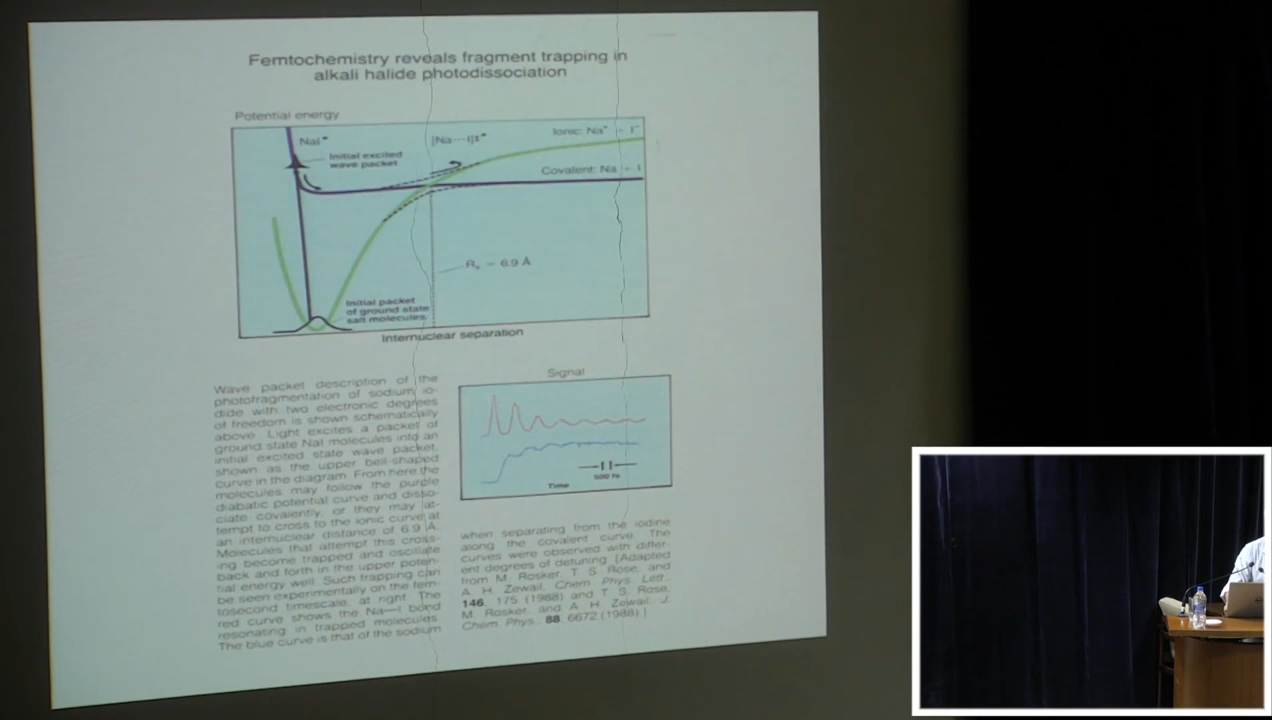 Femtochemistry reveals fragment trapping in
alkali halide photodissociation
Potential energy
NaI*
[Na···I]‡*
Ionic: Na⁺ + I⁻
Initial excited
wave packet
Covalent: Na + I
Rₓ = 6.9 Å
Initial packet
of ground state
salt molecules
Internuclear separation
Wave packet description of the
photofragmentation of sodium io-
dide with two electronic degrees
of freedom is shown schematically
above. Light excites a packet of
ground state NaI molecules into an
initial excited state wave packet,
shown as the upper bell-shaped
curve in the diagram. From here the
molecules may follow the purple
diabatic potential curve and disso-
ciate covalently, or they may at-
tempt to cross to the ionic curve at
an internuclear distance of 6.9 Å.
Molecules that attempt this cross-
ing become trapped and oscillate
back and forth in the upper poten-
tial energy well. Such trapping can
be seen experimentally on the fem-
tosecond timescale, at right. The
red curve shows the Na—I bond
resonating in trapped molecules.
The blue curve is that of the sodium
Signal
500 fs
Time
when separating from the iodine
along the covalent curve. The
curves were observed with differ-
ent degrees of detuning. [Adapted
from M. Rosker, T. S. Rose, and
A. H. Zewail, Chem. Phys. Lett.,
146, 175 (1988) and T. S. Rose,
M. Rosker, and A. H. Zewail, J.
Chem. Phys., 88, 6672 (1988).]